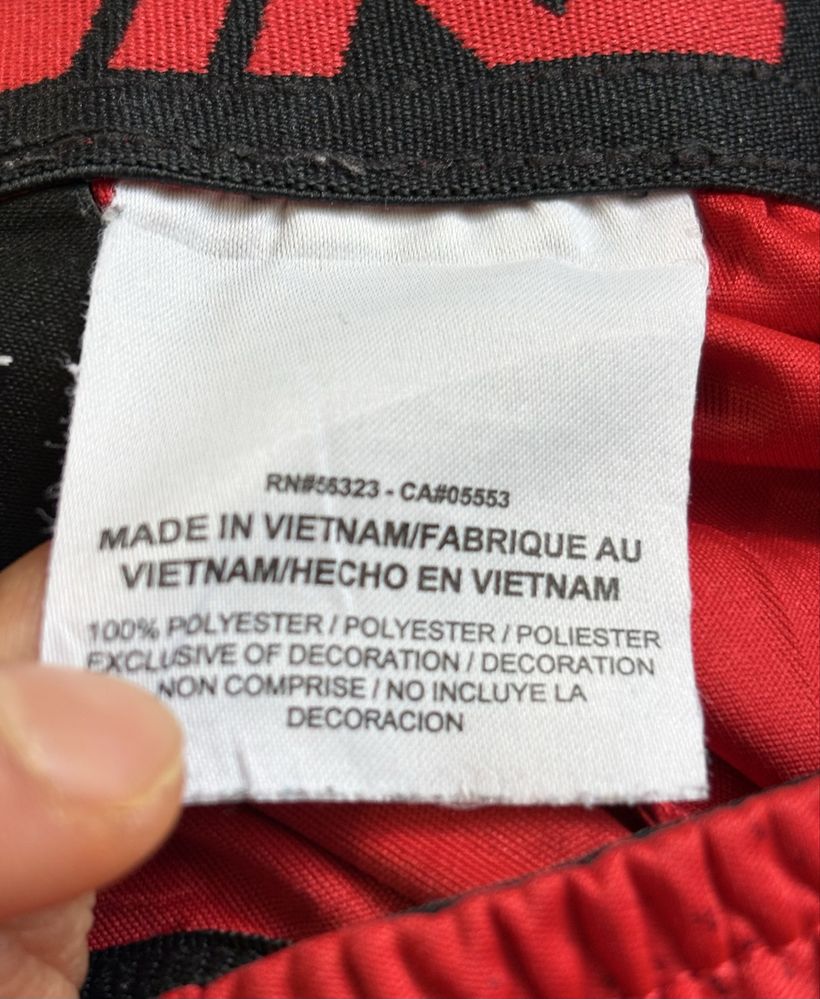 RN#56323 - CA#05553
MADE IN VIETNAM/FABRIQUE AU
VIETNAM/HECHO EN VIETNAM
100% POLYESTER / POLYESTER / POLIESTER
EXCLUSIVE OF DECORATION / DECORATION
NON COMPRISE / NO INCLUYE LA
DECORACION